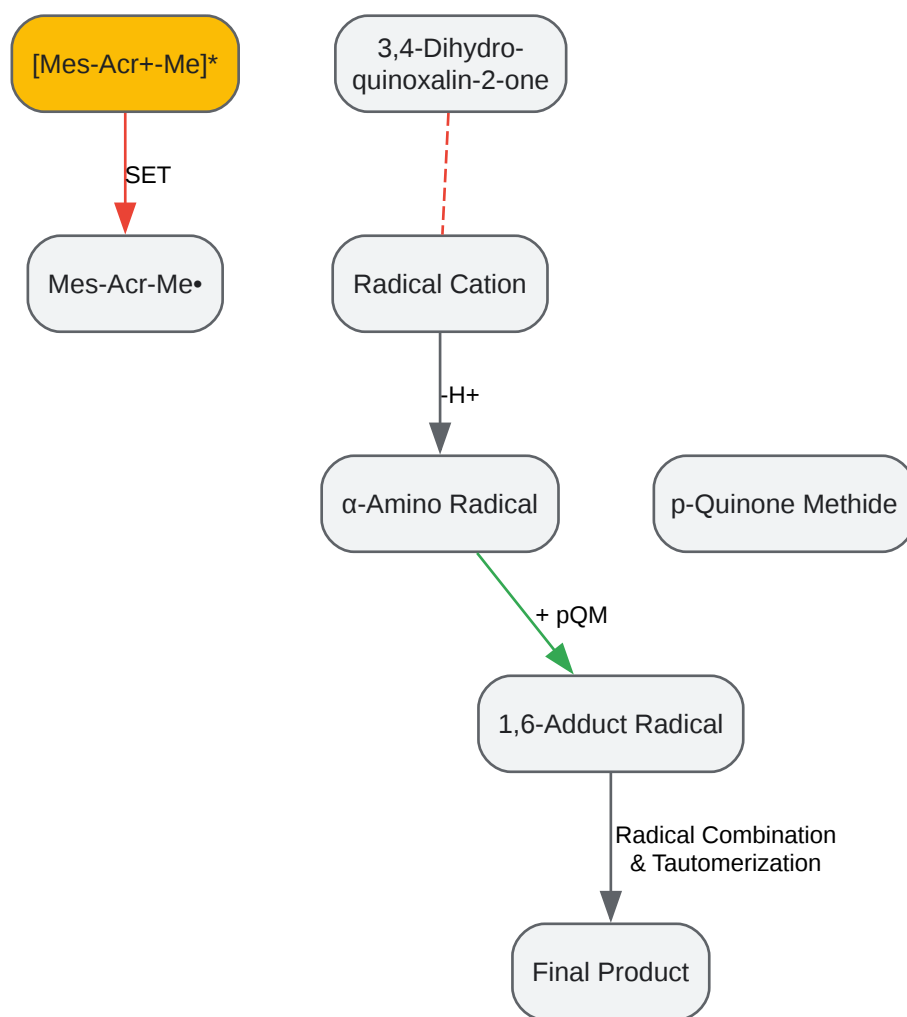 [Mes-Acr+-Me]*
3,4-Dihydro-
quinoxalin-2-one
SET
Mes-Acr-Me•
Radical Cation
-H+
α-Amino Radical
p-Quinone Methide
+ pQM
1,6-Adduct Radical
Radical Combination
& Tautomerization
Final Product